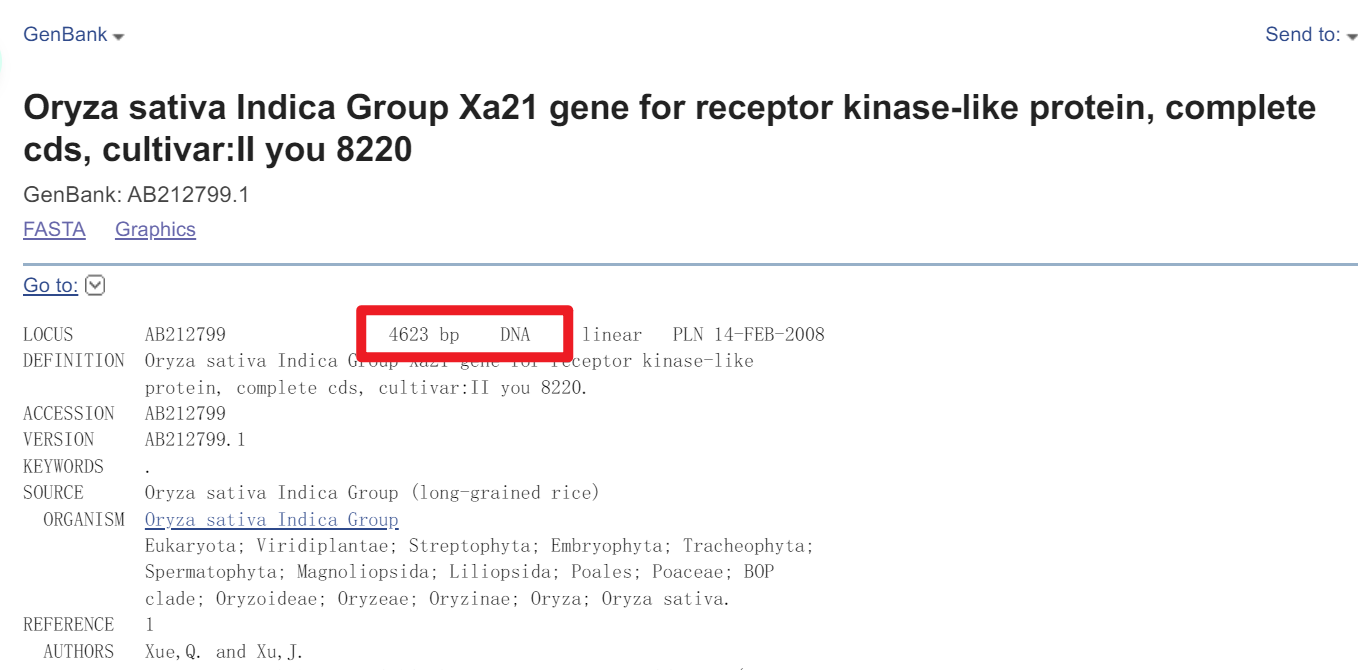 GenBank
Send to:
Oryza sativa Indica Group Xa21 gene for receptor kinase-like protein, complete
cds, cultivar:II you 8220
GenBank: AB212799.1
FASTA Graphics
Go to:
LOCUS AB212799 4623 bp DNA linear PLN 14-FEB-2008
DEFINITION Oryza sativa Indica Group Xa21 gene for receptor kinase-like
protein, complete cds, cultivar:II you 8220.
ACCESSION AB212799
VERSION AB212799.1
KEYWORDS .
SOURCE Oryza sativa Indica Group (long-grained rice)
ORGANISM Oryza sativa Indica Group
Eukaryota; Viridiplantae; Streptophyta; Embryophyta; Tracheophyta;
Spermatophyta; Magnoliopsida; Liliopsida; Poales; Poaceae; BOP
clade; Oryzoideae; Oryzeae; Oryzinae; Oryza; Oryza sativa.
REFERENCE 1
AUTHORS Xue,Q. and Xu,J.